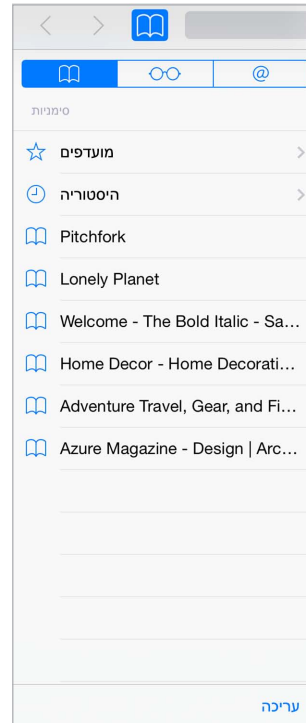 @
סימניות
מועדפים
היסטוריה
Pitchfork
Lonely Planet
Welcome - The Bold Italic - Sa...
Home Decor - Home Decorati...
Adventure Travel, Gear, and Fi...
Azure Magazine - Design | Arc...
עריכה